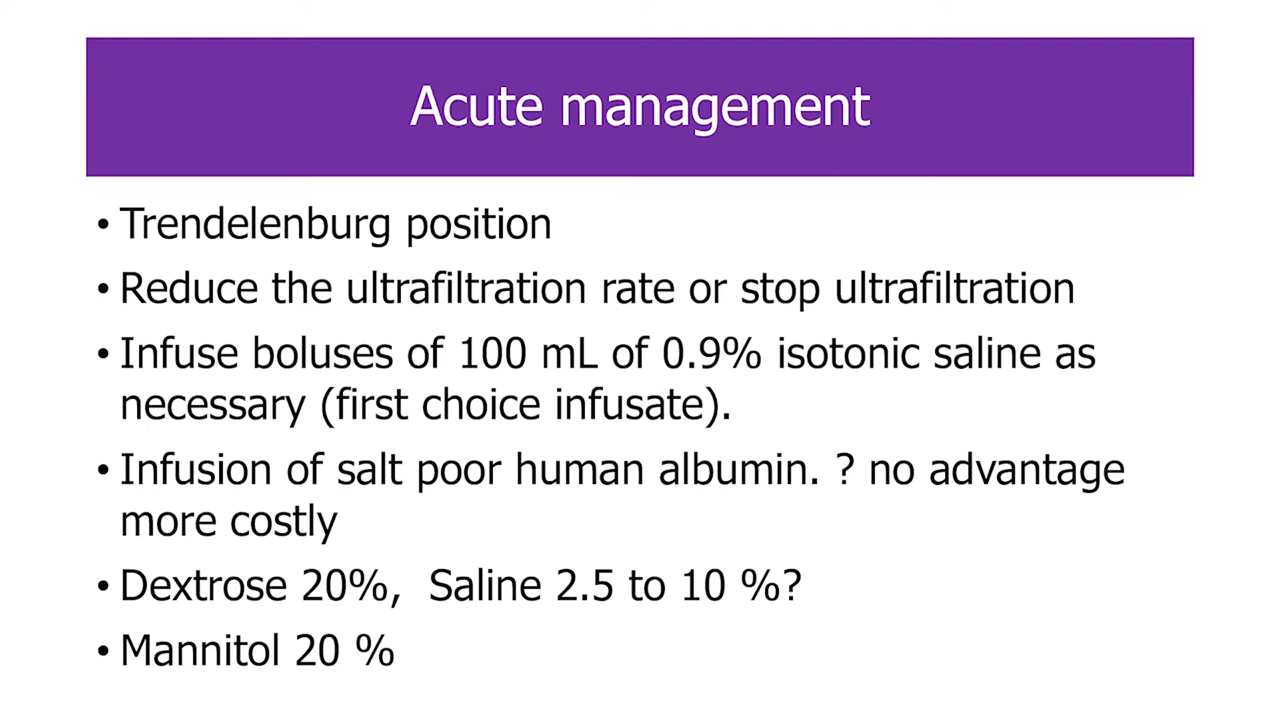 Acute management
• Trendelenburg position
• Reduce the ultrafiltration rate or stop ultrafiltration
• Infuse boluses of 100 mL of 0.9% isotonic saline as
necessary (first choice infusate).
• Infusion of salt poor human albumin. ? no advantage
more costly
• Dextrose 20%,  Saline 2.5 to 10 %?
• Mannitol 20 %